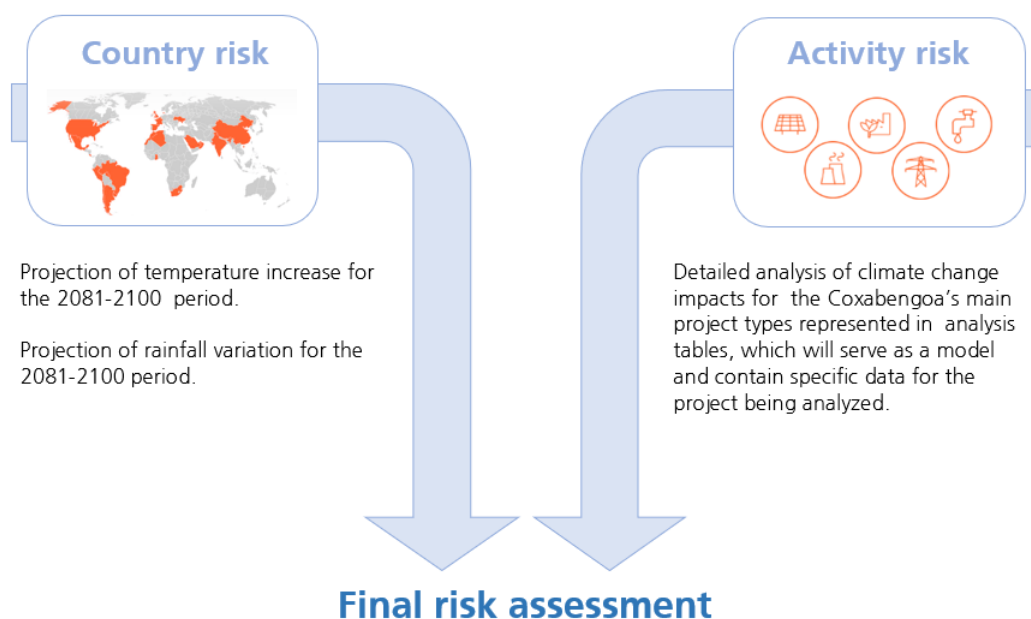 Country risk
Projection of temperature increase for
the 2081-2100 period.
Projection of rainfall variation for the
2081-2100 period.
Activity risk
Detailed analysis of climate change
impacts for the Coxabengoa’s main
project types represented in analysis
tables, which will serve as a model
and contain specific data for the
project being analyzed.
Final risk assessment